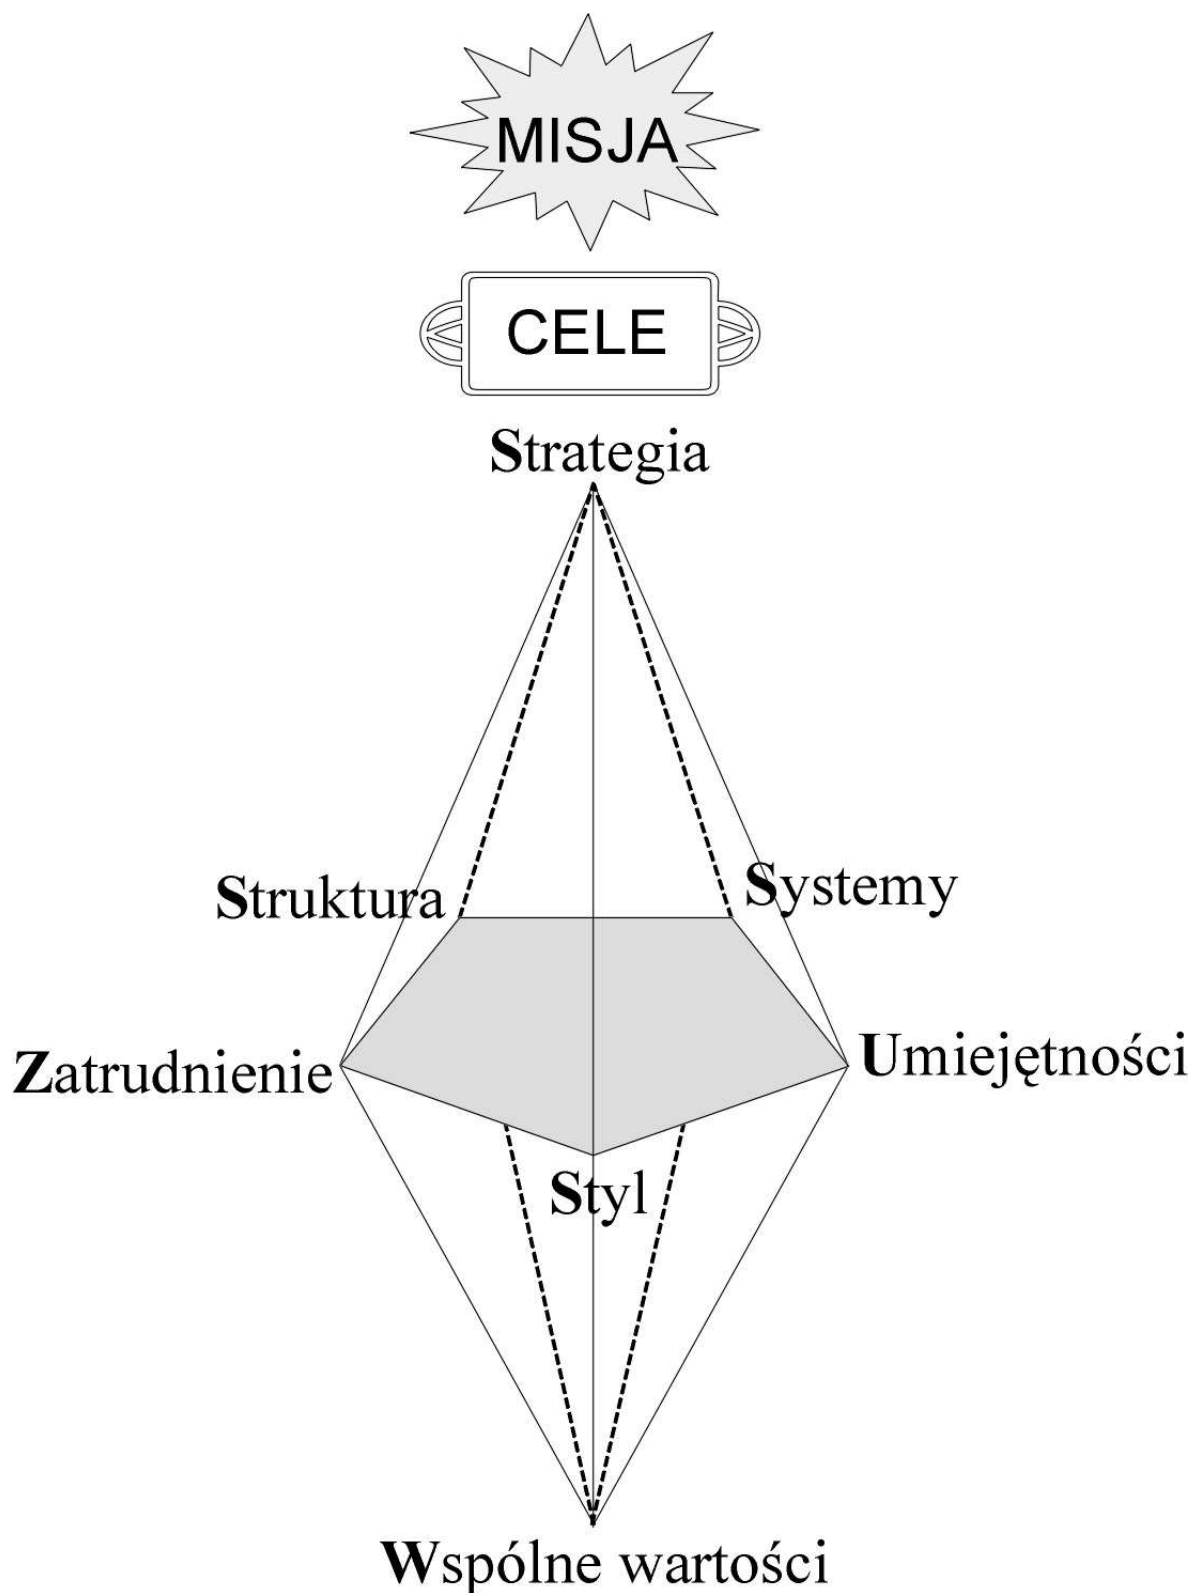 MISJA
CELE
Strategia
Struktura
Systemy
Zatrudnienie
Umiejętności
Styl
Wspólne wartości